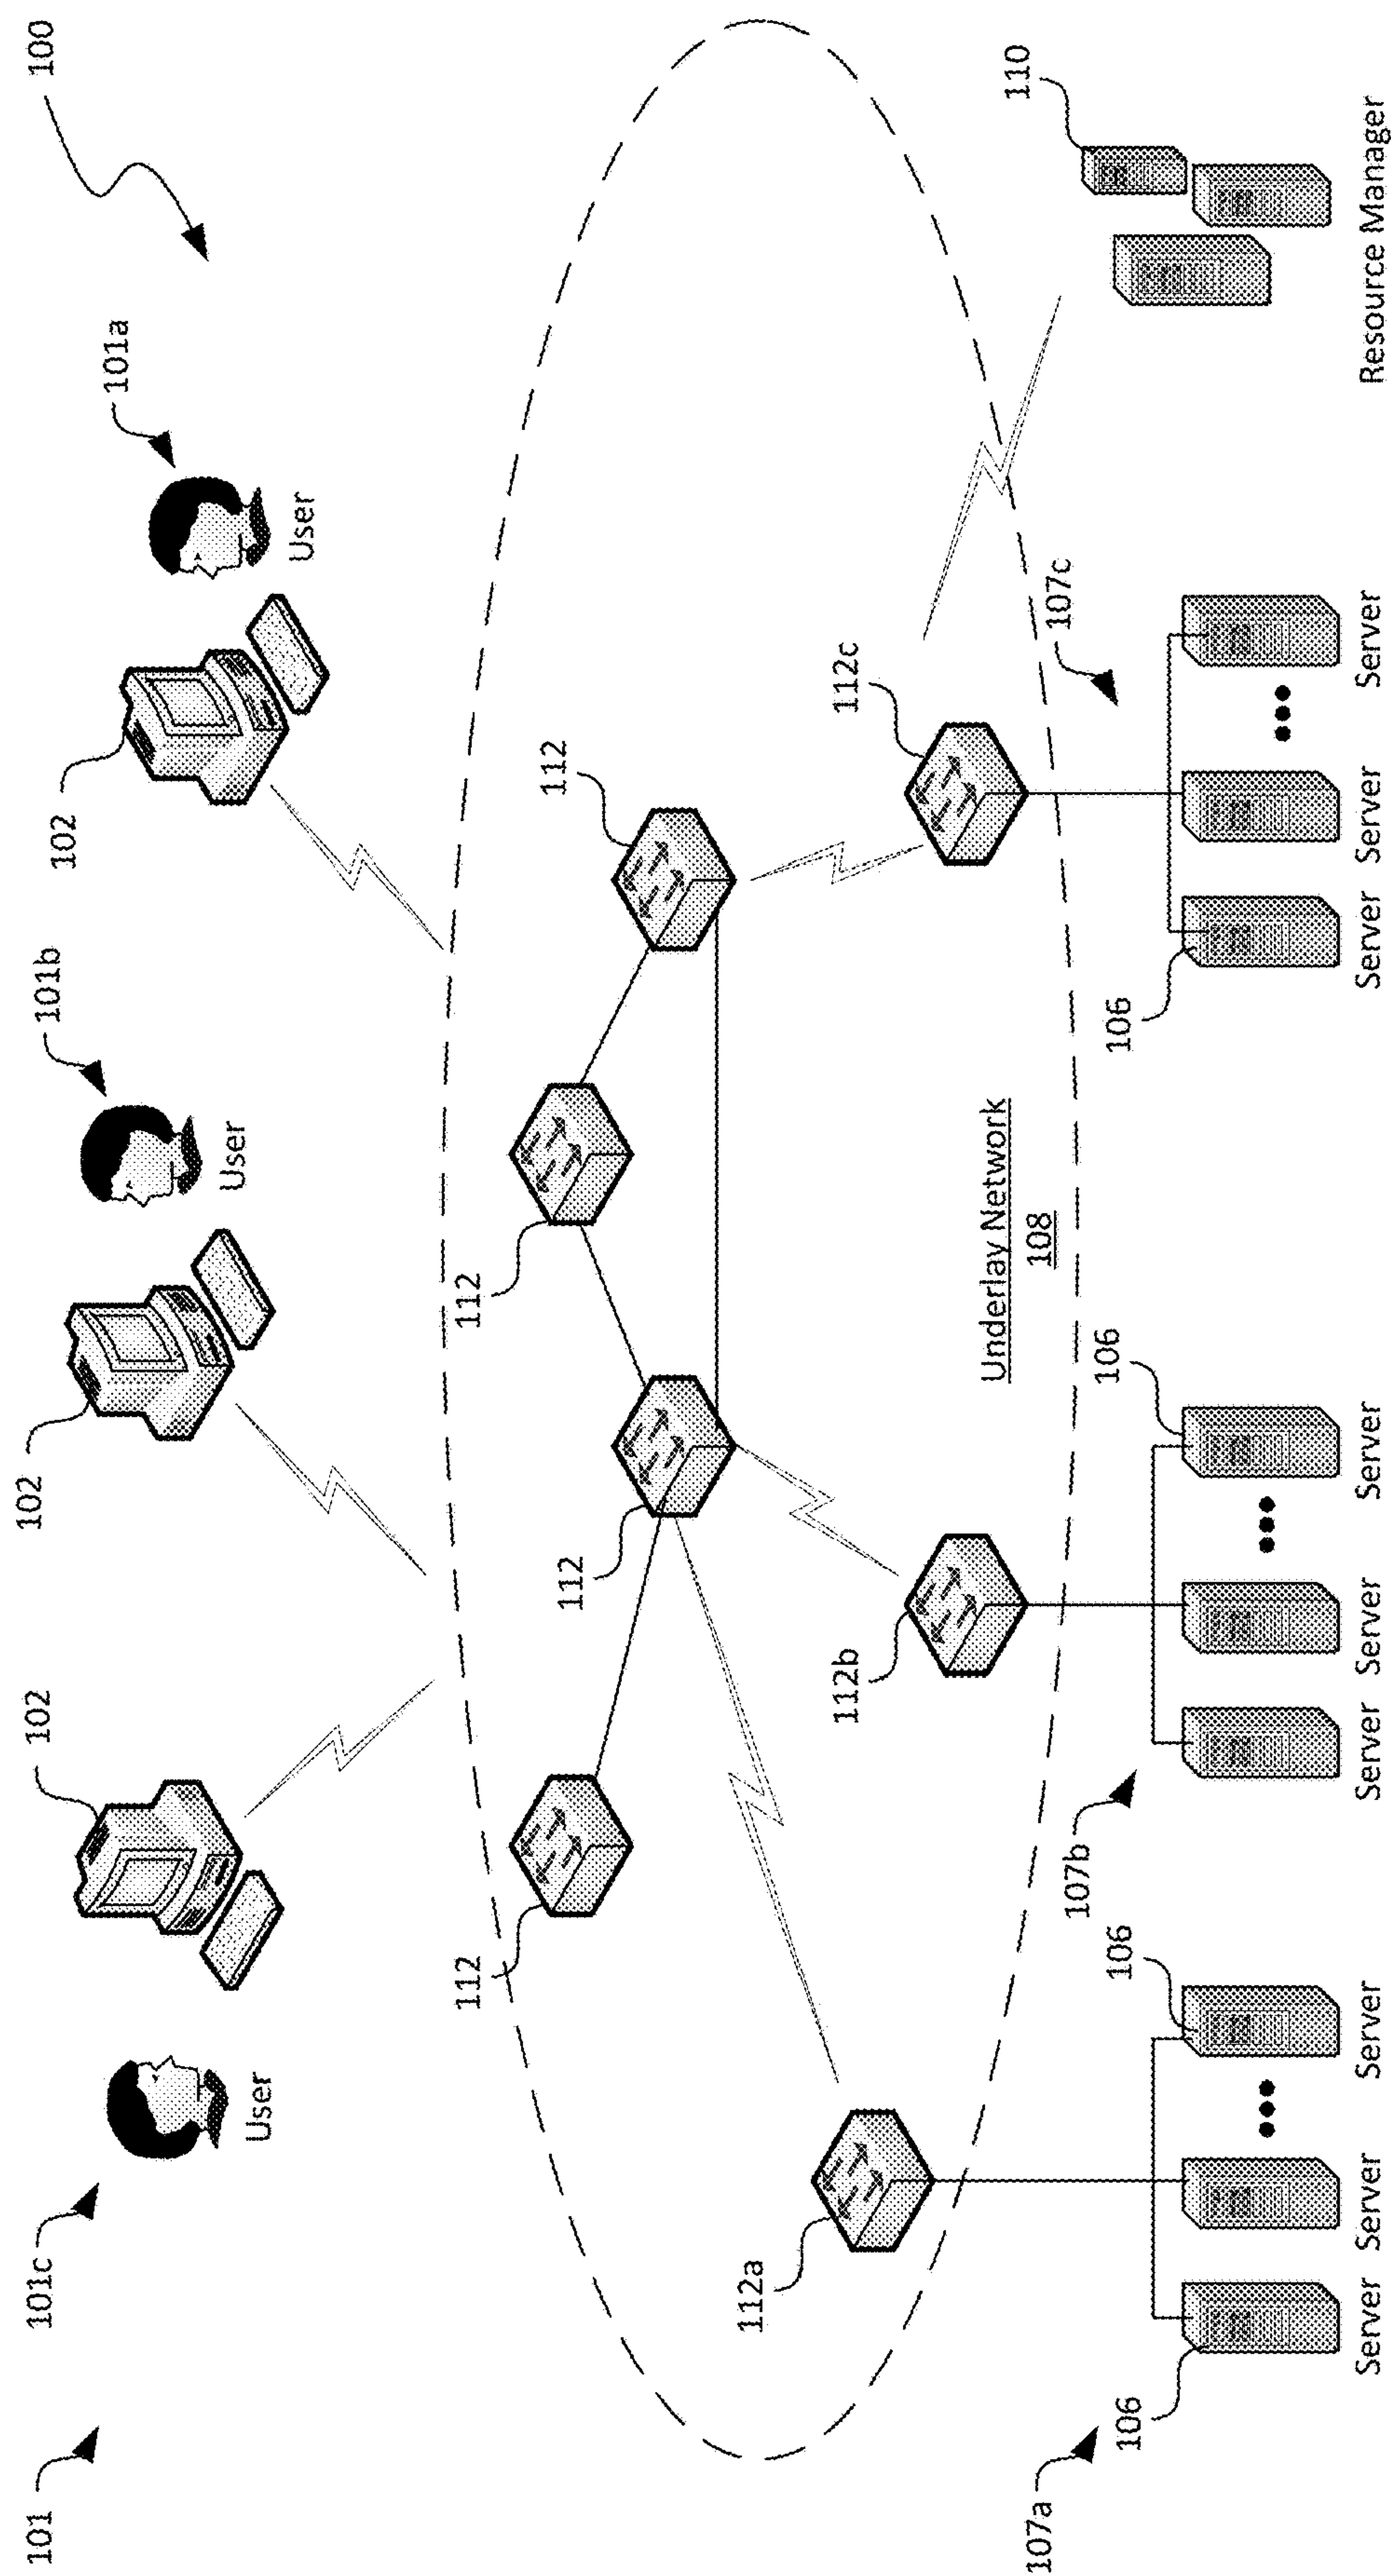 101
101c
102
102
101b
102
101a
100
User
User
User
112
112
112
112
112a
112b
112c
Underlay Network
108
107a
107b
107c
110
106
106
106
106
Server
Server
Server
Server
Server
Server
Server
Server
Server
Resource Manager